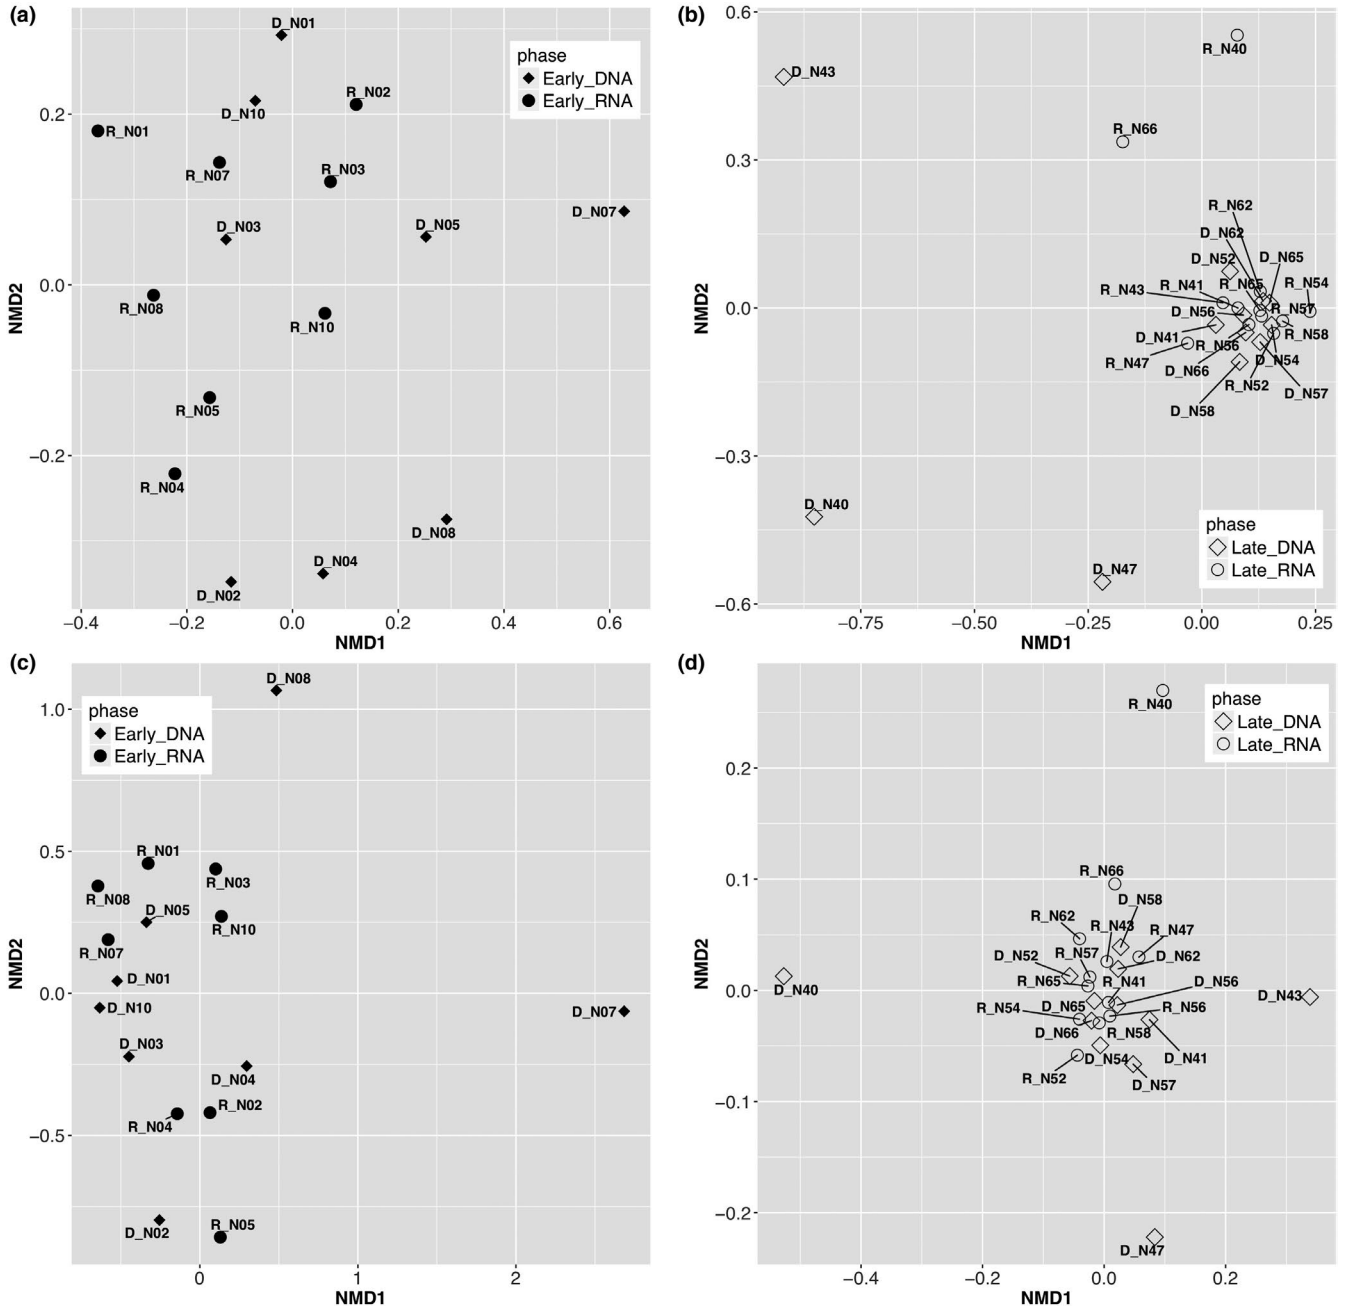 (a)
D_N01
phase
Early_DNA
Early_RNA
R_N02
D_N10
0.2
R_N01
R_N07
R_N03
D_N07
D_N03
D_N05
0.0
NMD2
R_N08
R_N10
R_N05
−0.2
R_N04
D_N08
D_N04
D_N02
−0.4
−0.2
0.0
0.2
0.4
0.6
NMD1
(b)
0.6
R_N40
D_N43
R_N66
0.3
R_N62
D_N62
D_N52
D_N65
R_N43
R_N41
R_N65
R_N54
0.0
NMD2
D_N56
R_N57
D_N41
R_N56
R_N58
R_N47
D_N66
D_N54
R_N52
D_N57
D_N58
−0.3
D_N40
phase
Late_DNA
Late_RNA
D_N47
−0.6
−0.75
−0.50
−0.25
0.00
0.25
NMD1
(c)
D_N08
1.0
phase
Early_DNA
Early_RNA
0.5
R_N01
R_N03
R_N08
D_N05
R_N10
R_N07
NMD2
D_N01
0.0
D_N10
D_N07
D_N03
D_N04
R_N02
R_N04
−0.5
D_N02
R_N05
0
1
2
NMD1
(d)
R_N40
phase
Late_DNA
Late_RNA
0.2
R_N66
0.1
D_N58
R_N62
R_N43
R_N47
D_N52
R_N57
D_N62
NMD2
R_N65
R_N41
D_N56
0.0
D_N40
D_N43
R_N54
D_N65
R_N56
D_N66
R_N58
D_N54
D_N41
R_N52
D_N57
−0.1
−0.2
D_N47
−0.4
−0.2
0.0
0.2
NMD1